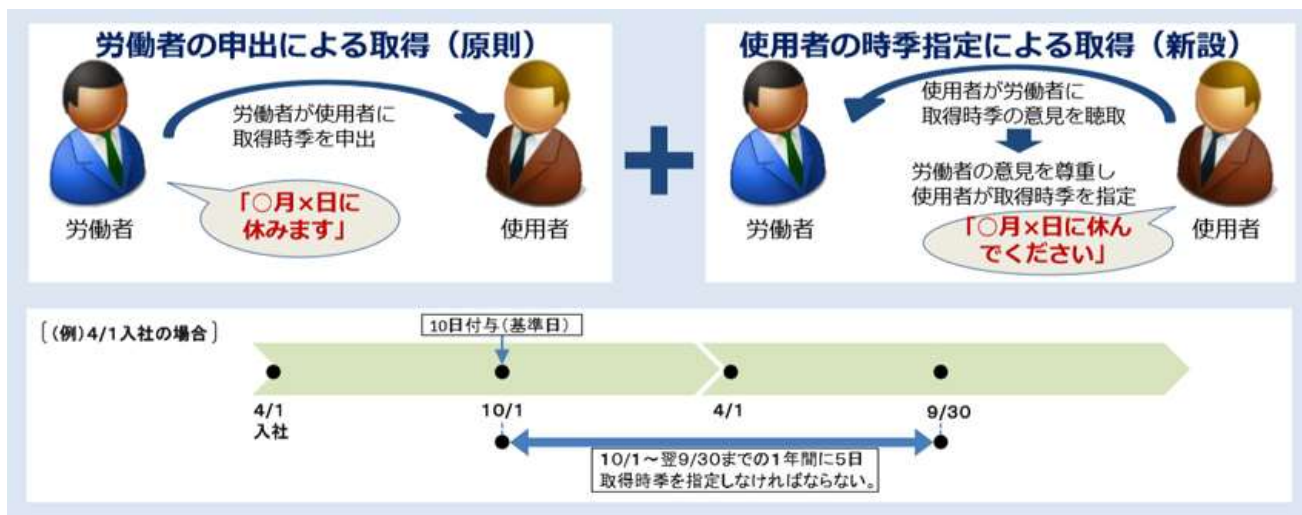 労働者の申出による取得（原則）
労働者が使用者に
取得時季を申出
「○月×日に
休みます」
労働者
使用者
使用者の時季指定による取得（新設）
使用者が労働者に
取得時季の意見を聴取
労働者の意見を尊重し
使用者が取得時季を指定
「○月×日に休ん
でください」
労働者
使用者
［(例)4/1入社の場合］
10日付与(基準日)
4/1
入社
10/1
4/1
9/30
10/1～翌9/30までの1年間に5日
取得時季を指定しなければならない。